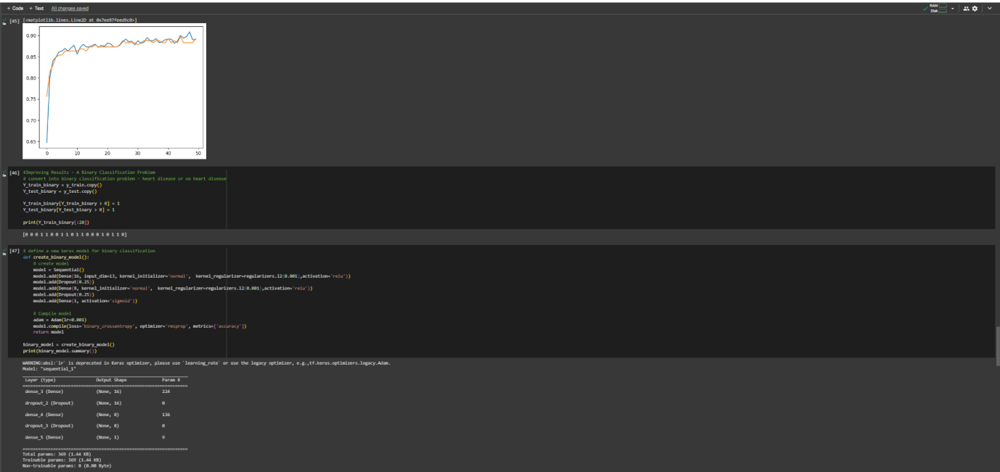 + Code + Text All changes saved
RAM
Disk
[45] [<matplotlib.lines.Line2D at 0x7ee97feed9c0>]
0.90
0.85
0.80
0.75
0.70
0.65
0 10 20 30 40 50
[46] #Improving Results - A Binary Classification Problem
# convert into binary classification problem - heart disease or no heart disease
Y_train_binary = y_train.copy()
Y_test_binary = y_test.copy()
Y_train_binary[Y_train_binary > 0] = 1
Y_test_binary[Y_test_binary > 0] = 1
print(Y_train_binary[:20])
[0 0 0 1 1 0 0 1 1 0 1 1 0 0 0 1 0 1 1 0]
[47] # define a new keras model for binary classification
def create_binary_model():
# create model
model = Sequential()
model.add(Dense(16, input_dim=13, kernel_initializer='normal', kernel_regularizer=regularizers.l2(0.001),activation='relu'))
model.add(Dropout(0.25))
model.add(Dense(8, kernel_initializer='normal', kernel_regularizer=regularizers.l2(0.001),activation='relu'))
model.add(Dropout(0.25))
model.add(Dense(1, activation='sigmoid'))
# Compile model
adam = Adam(lr=0.001)
model.compile(loss='binary_crossentropy', optimizer='rmsprop', metrics=['accuracy'])
return model
binary_model = create_binary_model()
print(binary_model.summary())
WARNING:absl:`lr` is deprecated in Keras optimizer, please use `learning_rate` or use the legacy optimizer, e.g.,tf.keras.optimizers.legacy.Adam.
Model: "sequential_1"
Layer (type) Output Shape Param #
dense_3 (Dense) (None, 16) 224
dropout_2 (Dropout) (None, 16) 0
dense_4 (Dense) (None, 8) 136
dropout_3 (Dropout) (None, 8) 0
dense_5 (Dense) (None, 1) 9
Total params: 369 (1.44 KB)
Trainable params: 369 (1.44 KB)
Non-trainable params: 0 (0.00 Byte)